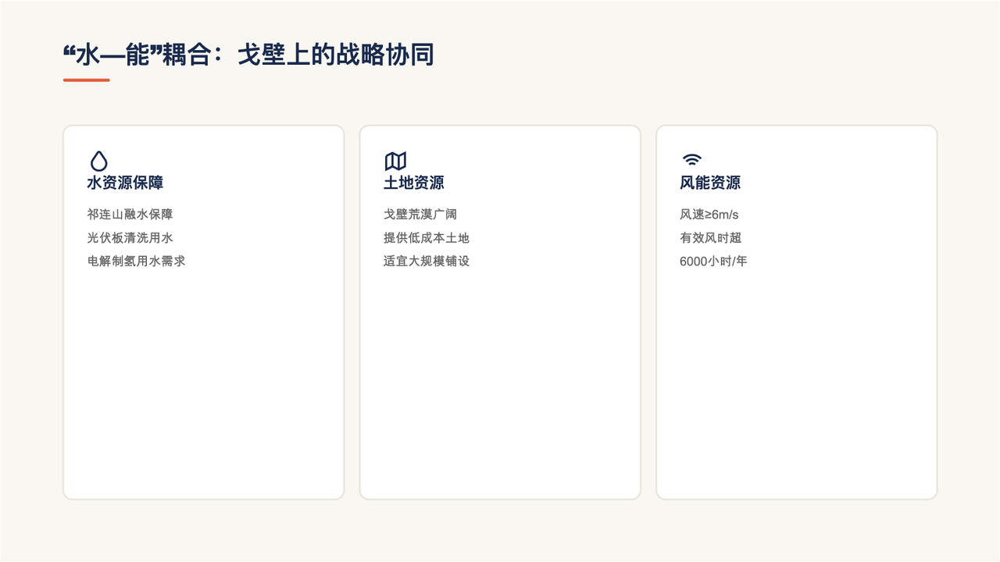 “水—能”耦合：戈壁上的战略协同
水资源保障
祁连山融水保障
光伏板清洗用水
电解制氢用水需求
土地资源
戈壁荒漠广阔
提供低成本土地
适宜大规模铺设
风能资源
风速≥6m/s
有效风时超
6000小时/年